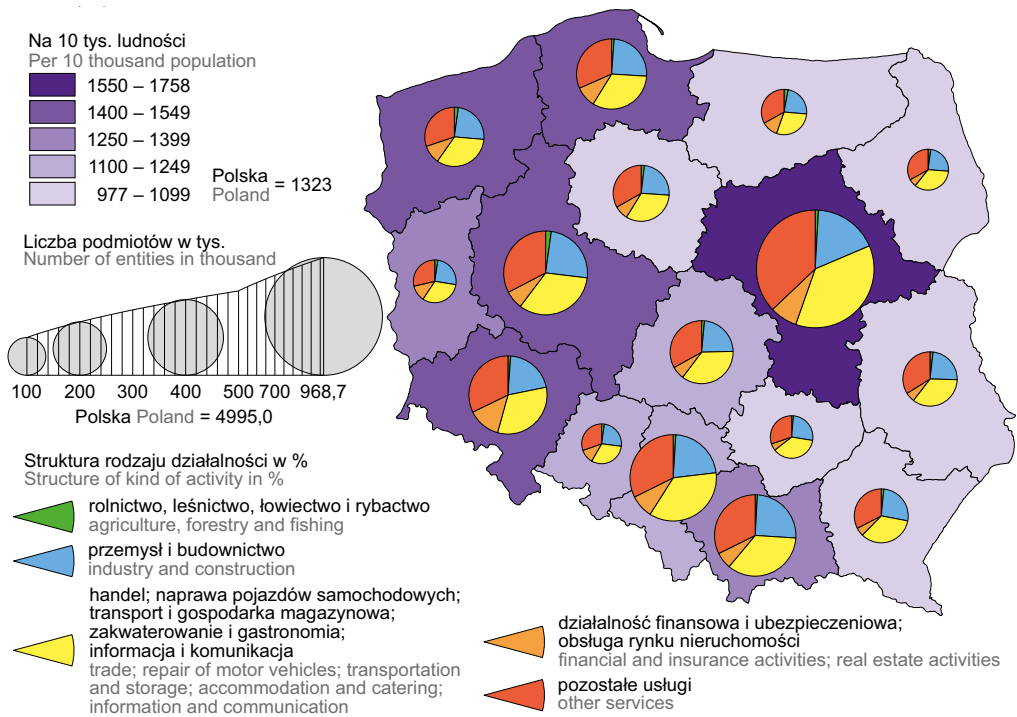 Na 10 tys. ludności
Per 10 thousand population
1550 – 1758
1400 – 1549
1250 – 1399
1100 – 1249
977 – 1099
Polska
Poland = 1323
Liczba podmiotów w tys.
Number of entities in thousand
100 200 300 400 500 700 968,7
Polska Poland = 4995,0
Struktura rodzaju działalności w %
Structure of kind of activity in %
rolnictwo, leśnictwo, łowiectwo i rybactwo
agriculture, forestry and fishing
przemysł i budownictwo
industry and construction
handel; naprawa pojazdów samochodowych;
transport i gospodarka magazynowa;
zakwaterowanie i gastronomia;
informacja i komunikacja
trade; repair of motor vehicles; transportation
and storage; accommodation and catering;
information and communication
działalność finansowa i ubezpieczeniowa;
obsługa rynku nieruchomości
financial and insurance activities; real estate activities
pozostałe usługi
other services